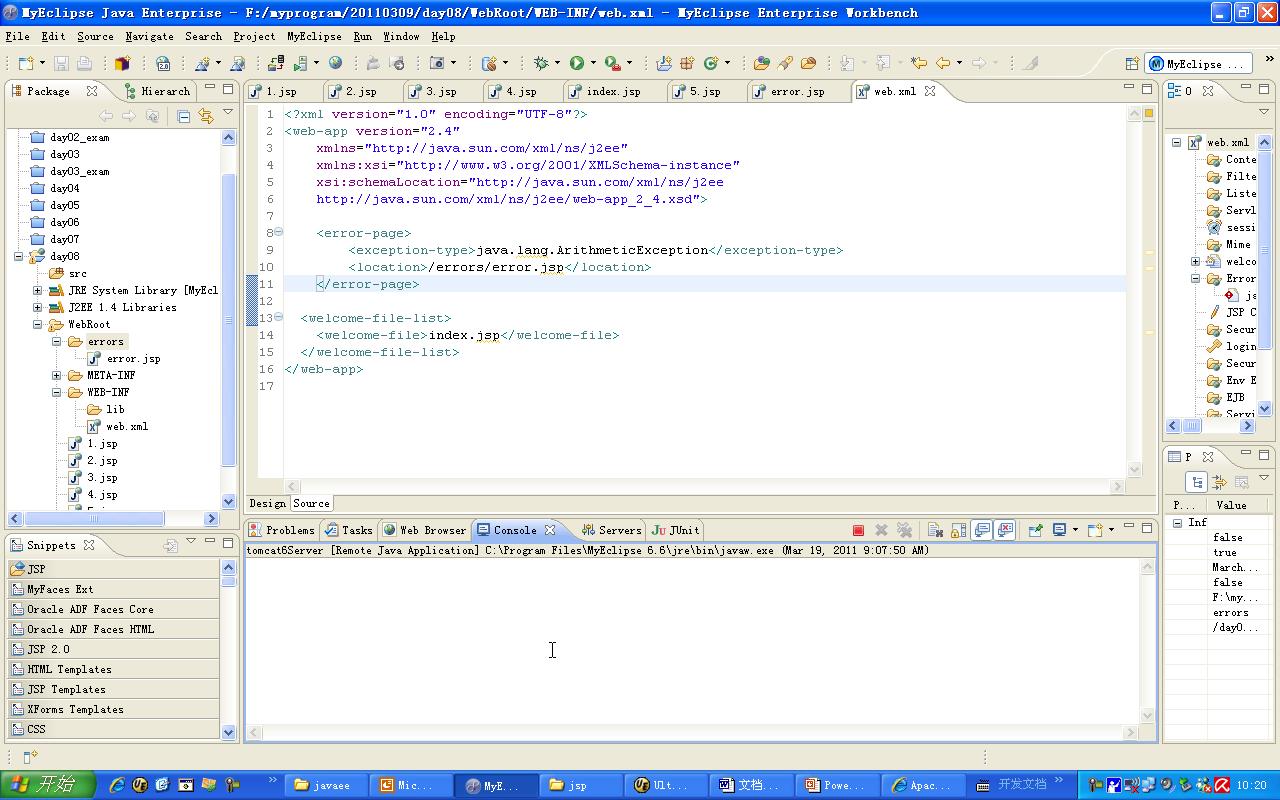 MyEclipse Java Enterprise - F:/myprogram/20110309/day08/WebRoot/WEB-INF/web.xml - MyEclipse Enterprise Workbench
File Edit Source Navigate Search Project MyEclipse Run Window Help
MyEclipse ...
Package
Hierarch
day02_exam
day03
day03_exam
day04
day05
day06
day07
day08
src
JRE System Library [MyEcl
J2EE 1.4 Libraries
WebRoot
errors
error.jsp
META-INF
WEB-INF
lib
web.xml
1.jsp
2.jsp
3.jsp
4.jsp
1.jsp 2.jsp 3.jsp 4.jsp index.jsp 5.jsp error.jsp web.xml
1 <?xml version="1.0" encoding="UTF-8"?>
2 <web-app version="2.4"
3 xmlns="http://java.sun.com/xml/ns/j2ee"
4 xmlns:xsi="http://www.w3.org/2001/XMLSchema-instance"
5 xsi:schemaLocation="http://java.sun.com/xml/ns/j2ee
6 http://java.sun.com/xml/ns/j2ee/web-app_2_4.xsd">
7
8 <error-page>
9 <exception-type>java.lang.ArithmeticException</exception-type>
10 <location>/errors/error.jsp</location>
11 </error-page>
12
13 <welcome-file-list>
14 <welcome-file>index.jsp</welcome-file>
15 </welcome-file-list>
16 </web-app>
17
Design Source
O
web.xml
Conte
Filte
Liste
Servl
sessi
Mime
welco
Error
ja
JSP C
Secur
login
Secur
Env E
EJB
Servi
P
P... Value
Inf
false
true
March...
false
F:\my...
errors
/day0...
Snippets
JSP
MyFaces Ext
Oracle ADF Faces Core
Oracle ADF Faces HTML
JSP 2.0
HTML Templates
JSP Templates
XForms Templates
CSS
Problems Tasks Web Browser Console Servers JUnit
tomcat6Server [Remote Java Application] C:\Program Files\MyEclipse 6.6\jre\bin\javaw.exe (Mar 19, 2011 9:07:50 AM)
开始 javaee Mic... MyE... jsp Ult... 文档... Powe... Apac... 开发文档 10:20